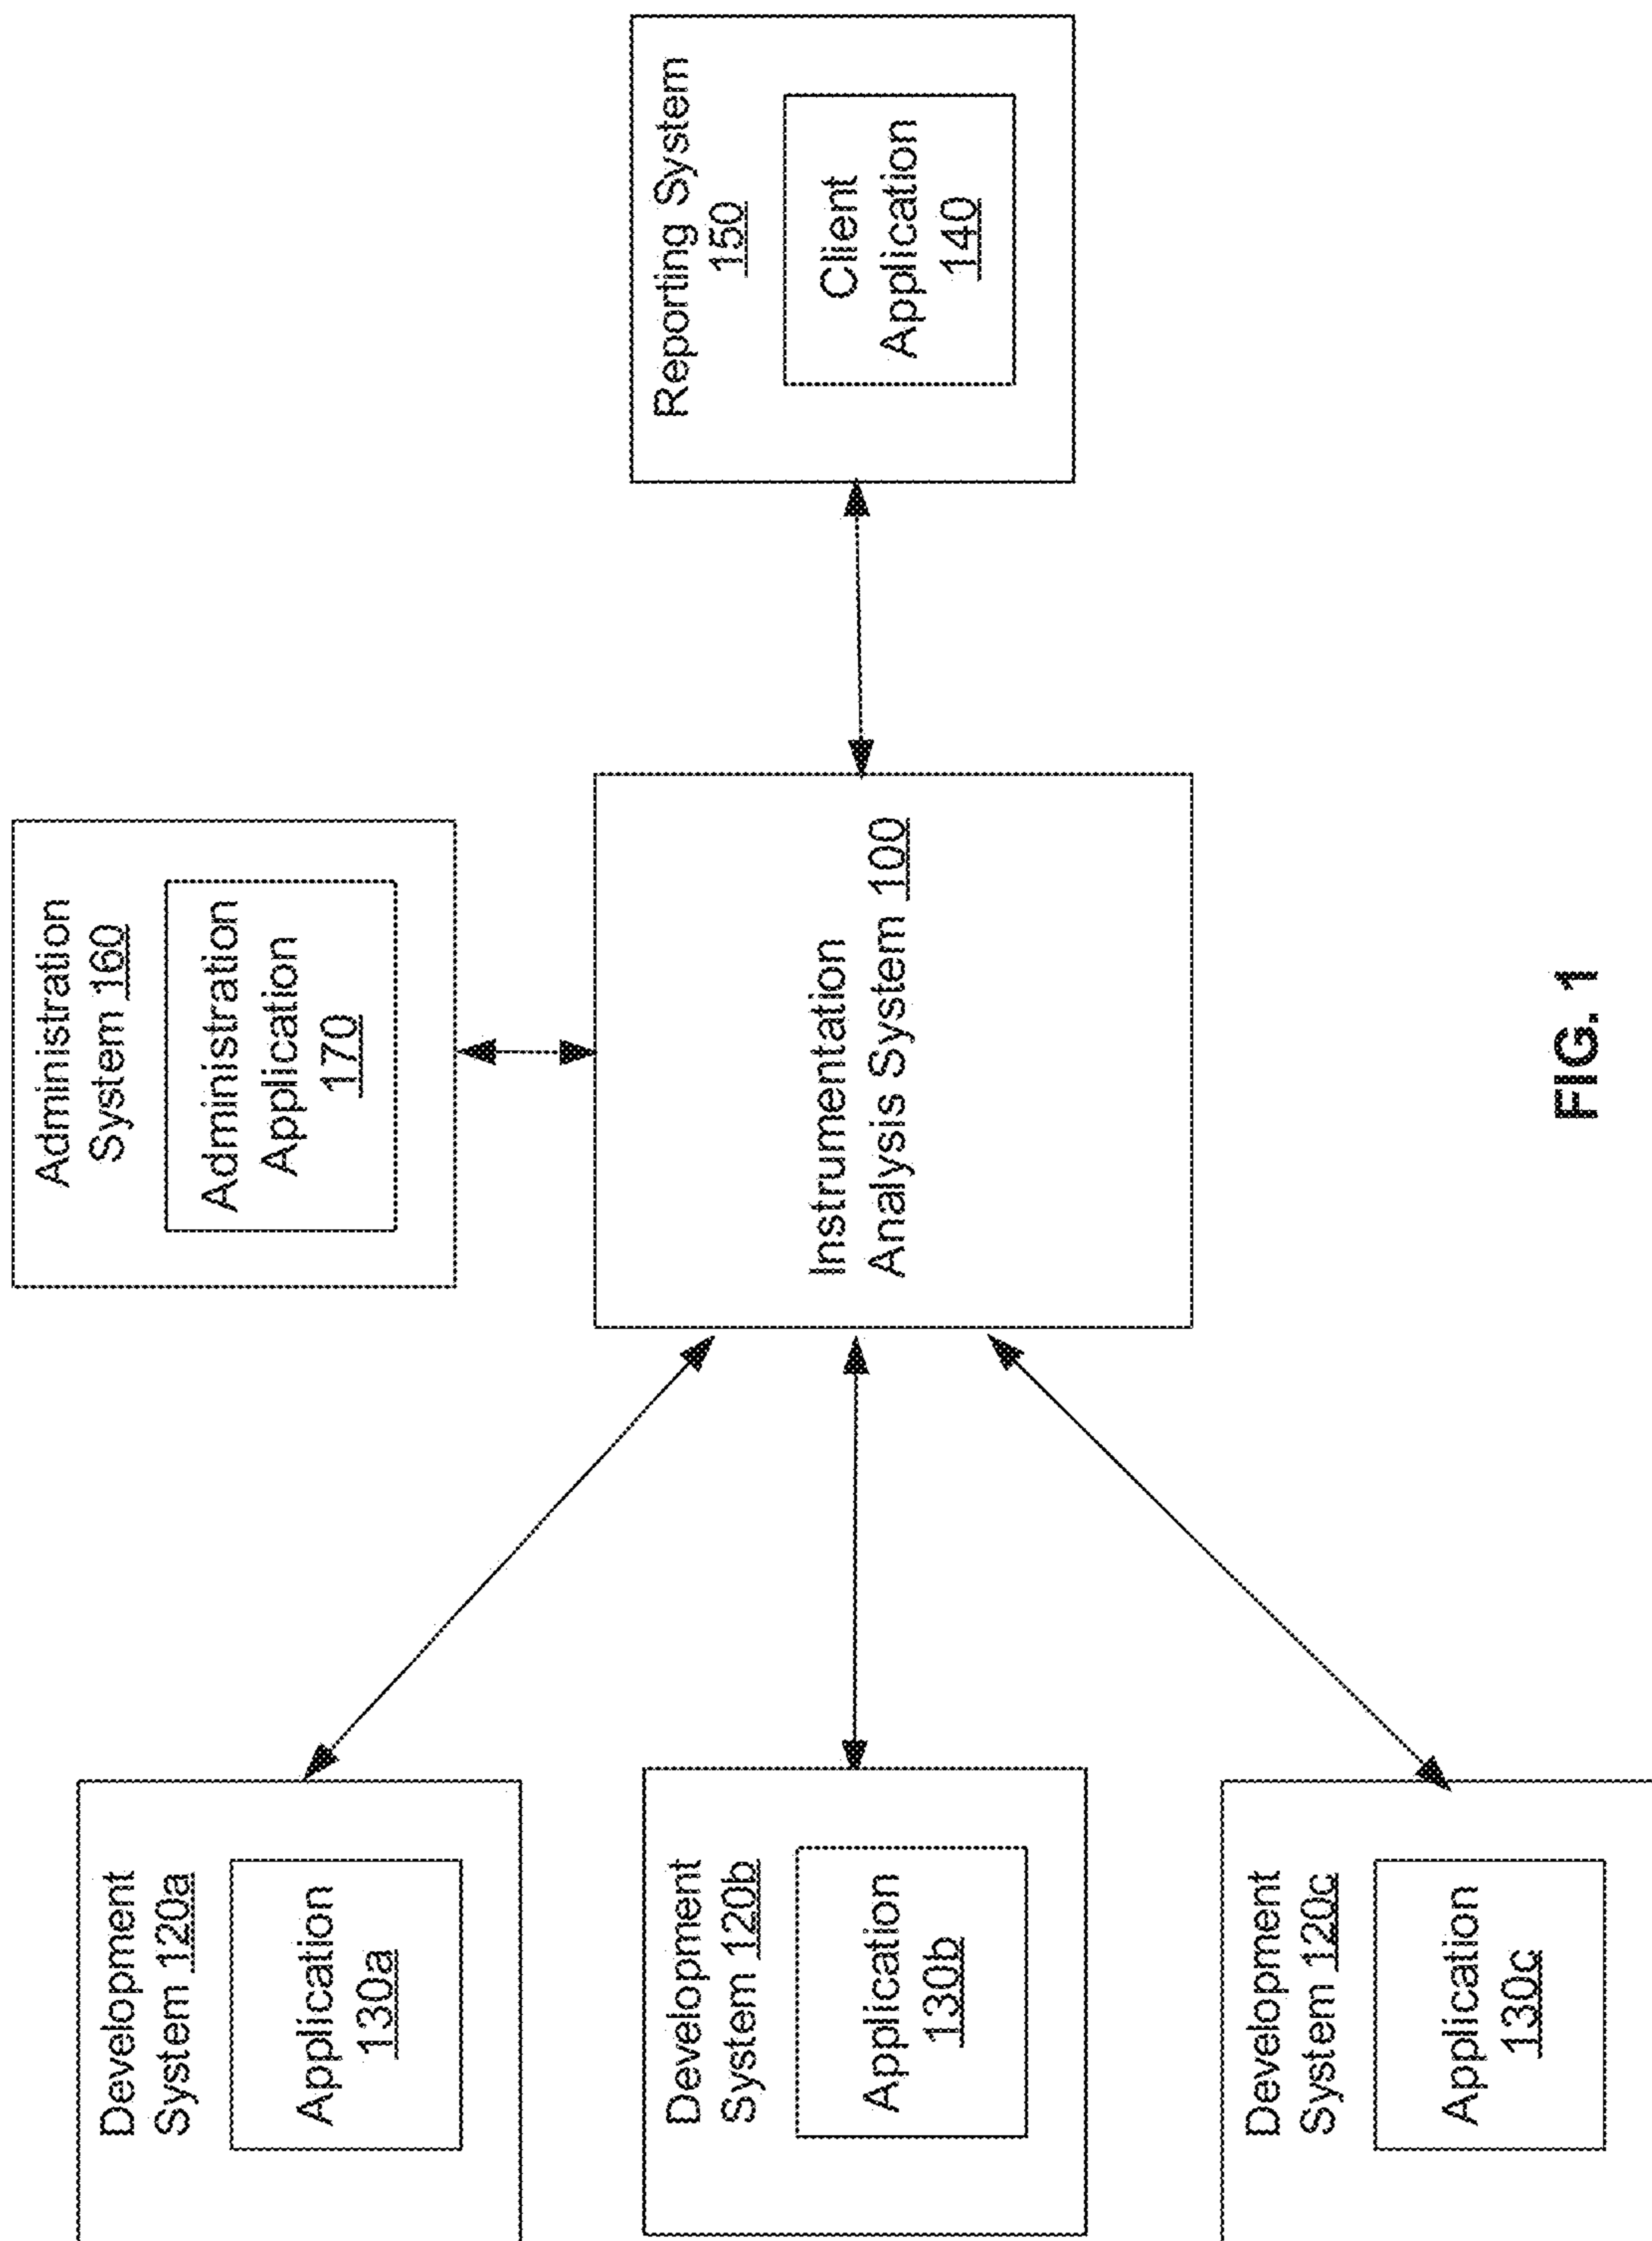 Administration
System 160
Administration
Application
170
Development
System 120a
Application
130a
Development
System 120b
Application
130b
Development
System 120c
Application
130c
Instrumentation
Analysis System 100
Reporting System
150
Client
Application
140
FIG. 1